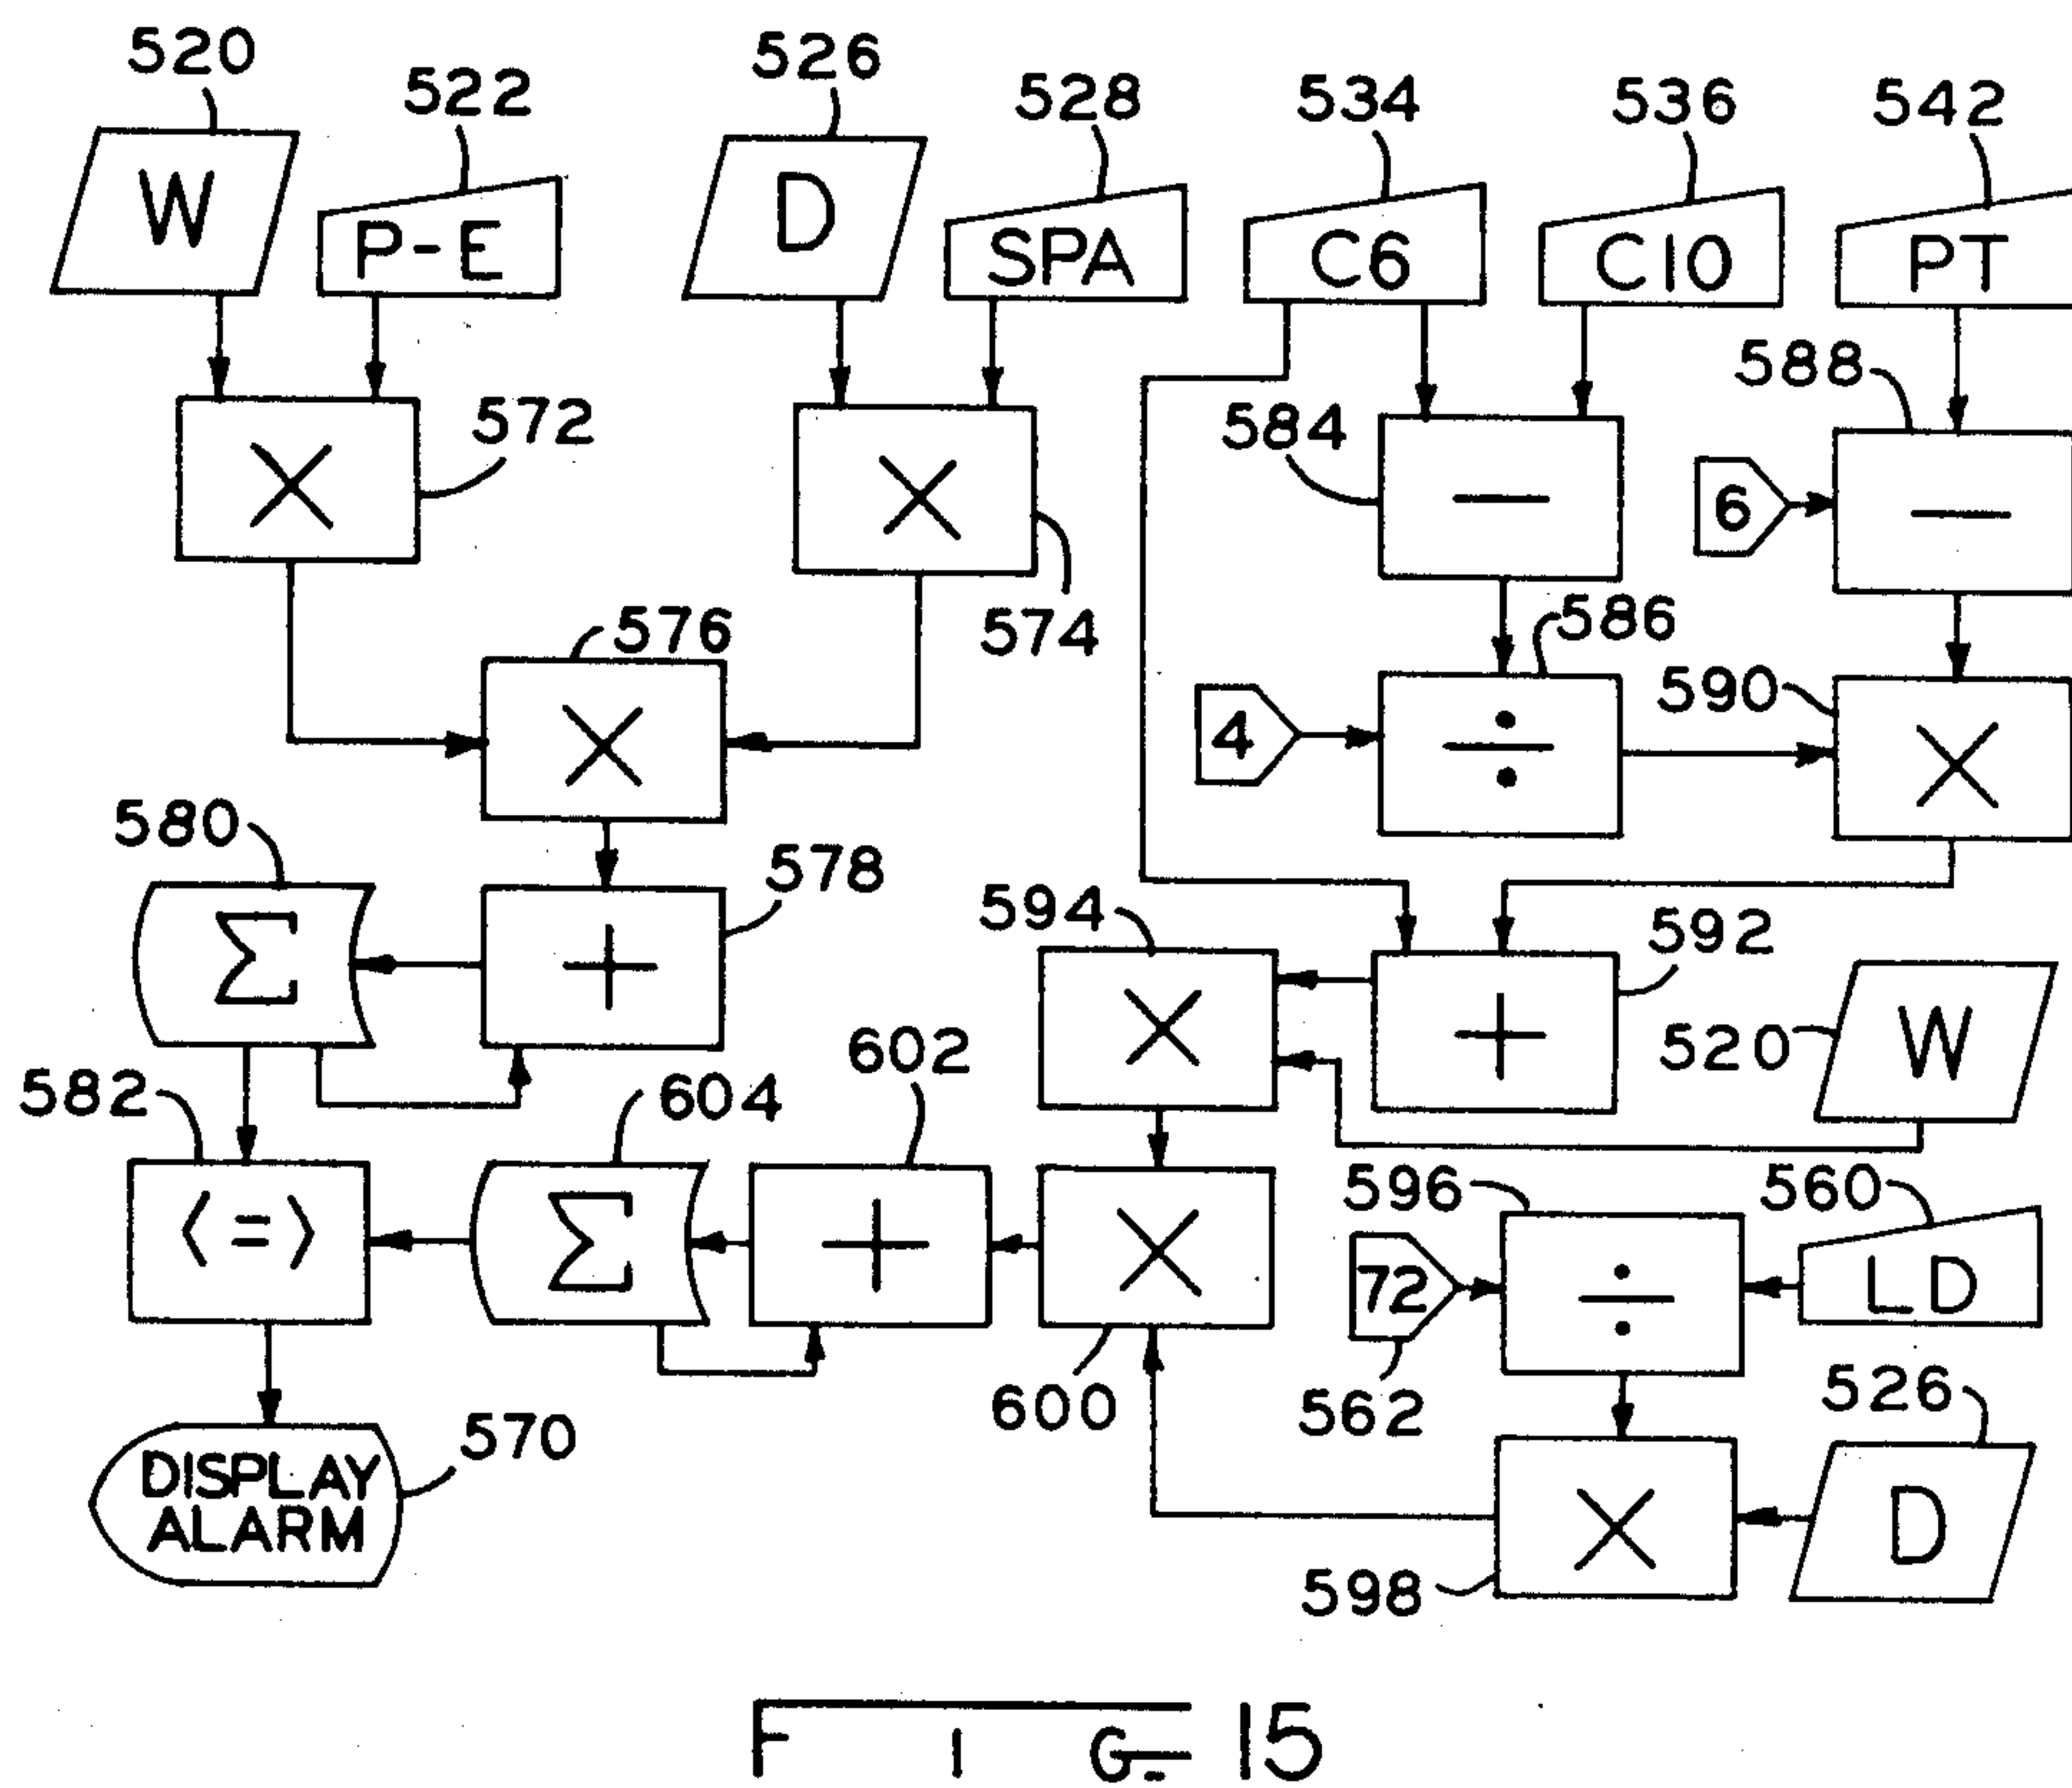 520
522
526
528
534
536
542
W
P-E
D
SPA
C6
C10
PT
572
574
584
588
×
×
−
6
−
576
586
590
×
4
÷
×
580
578
594
592
Σ
+
×
+
520
W
582
604
602
596
560
< = >
Σ
+
×
72
÷
LD
600
562
526
570
DISPLAY
ALARM
598
×
D
FIG_15